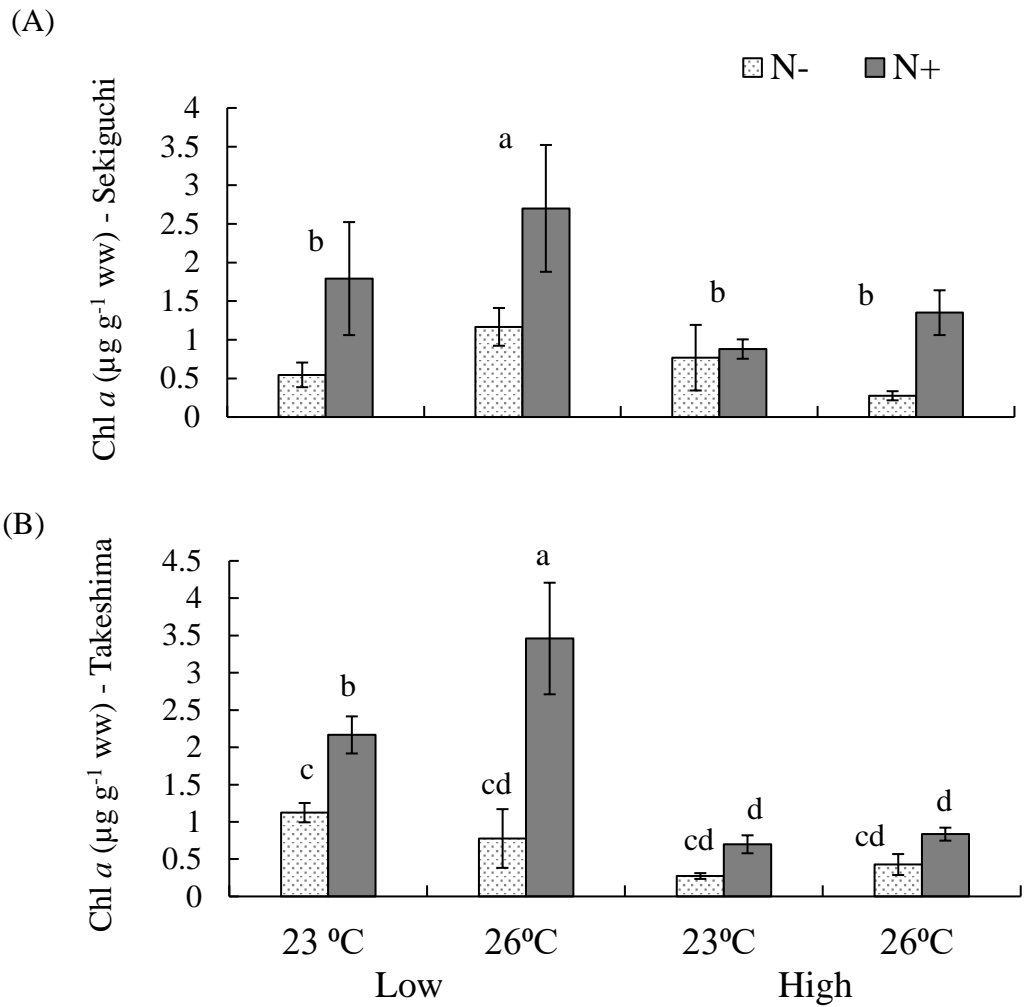 (A)
N- N+
Chl a (µg g-1 ww) - Sekiguchi
4
3.5
3
2.5
2
1.5
1
0.5
0
b
a
b
b
(B)
Chl a (µg g-1 ww) - Takeshima
4.5
4
3.5
3
2.5
2
1.5
1
0.5
0
c
b
cd
a
cd
d
cd
d
23 ºC 26ºC 23ºC 26ºC
Low High